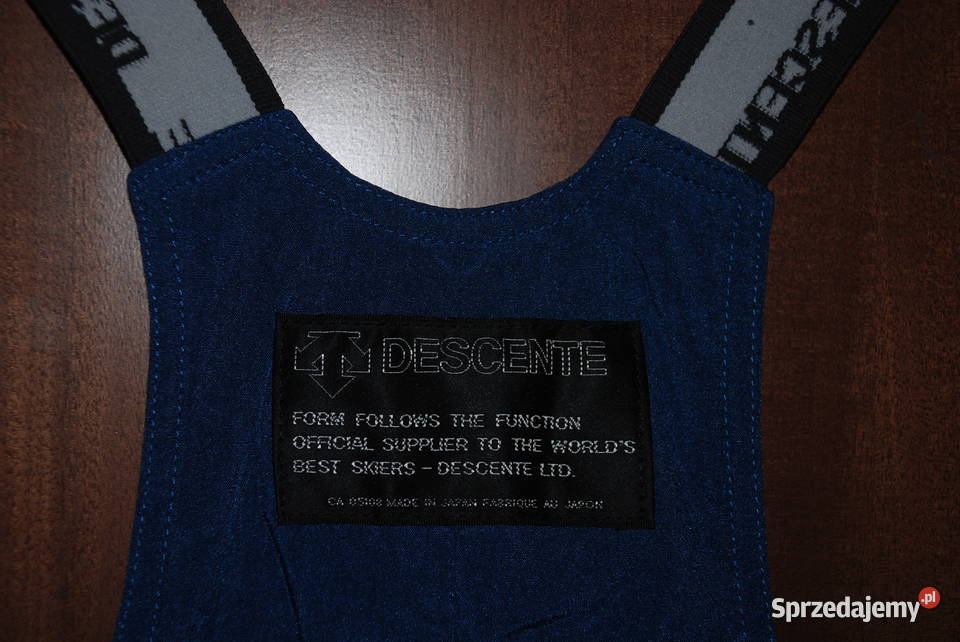 DESCENTE
FORM FOLLOWS THE FUNCTION
OFFICIAL SUPPLIER TO THE WORLD'S
BEST SKIERS – DESCENTE LTD.
CA 05108 MADE IN JAPAN FABRIQUE AU JAPON
Sprzedajemy.pl